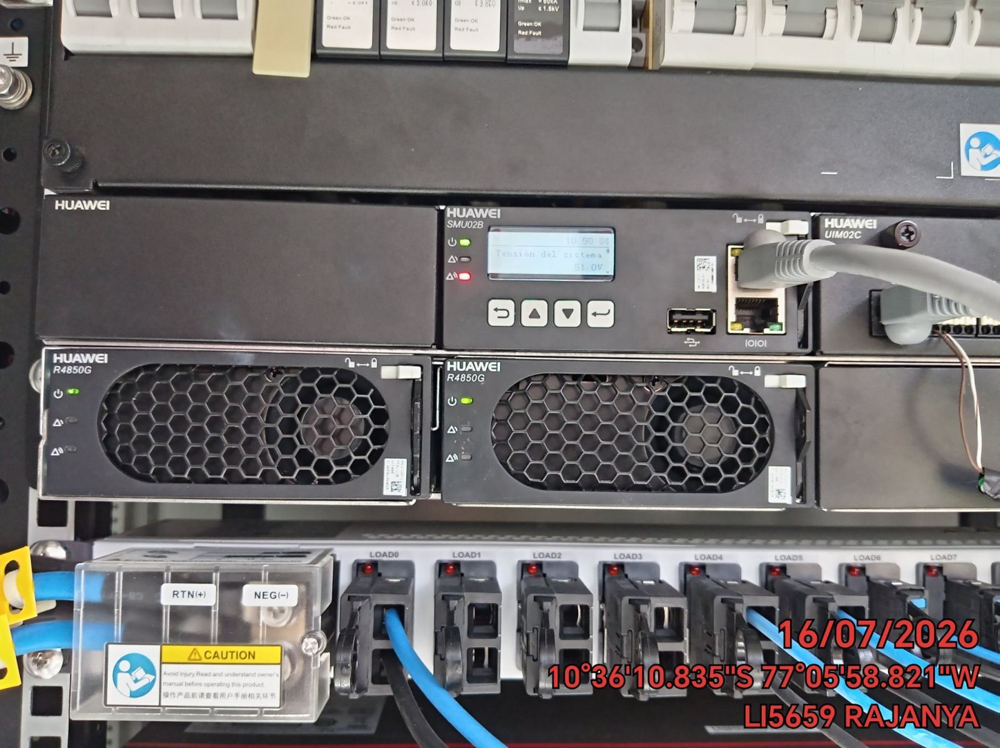 Green:OK
Red:Fault
Green:OK
Red:Fault
Green:OK
Red:Fault
Up ≤ 1.5kV
Green:OK
Red:Fault
HUAWEI
HUAWEI
SMU02B
10 50
Tensión del sistema
51.0V
HUAWEI
UIM02C
IOIOI
HUAWEI
R4850G
HUAWEI
R4850G
LOAD0
LOAD1
LOAD2
LOAD3
LOAD4
LOAD5
LOAD6
LOAD7
RTN(+)
NEG(-)
CAUTION
Avoid injury.Read and understand owner's
manual before operating this product.
操作产品前请查看用户手册相关环节
16/07/2026
10°36'10.835"S 77°05'58.821"W
LI5659 RAJANYA